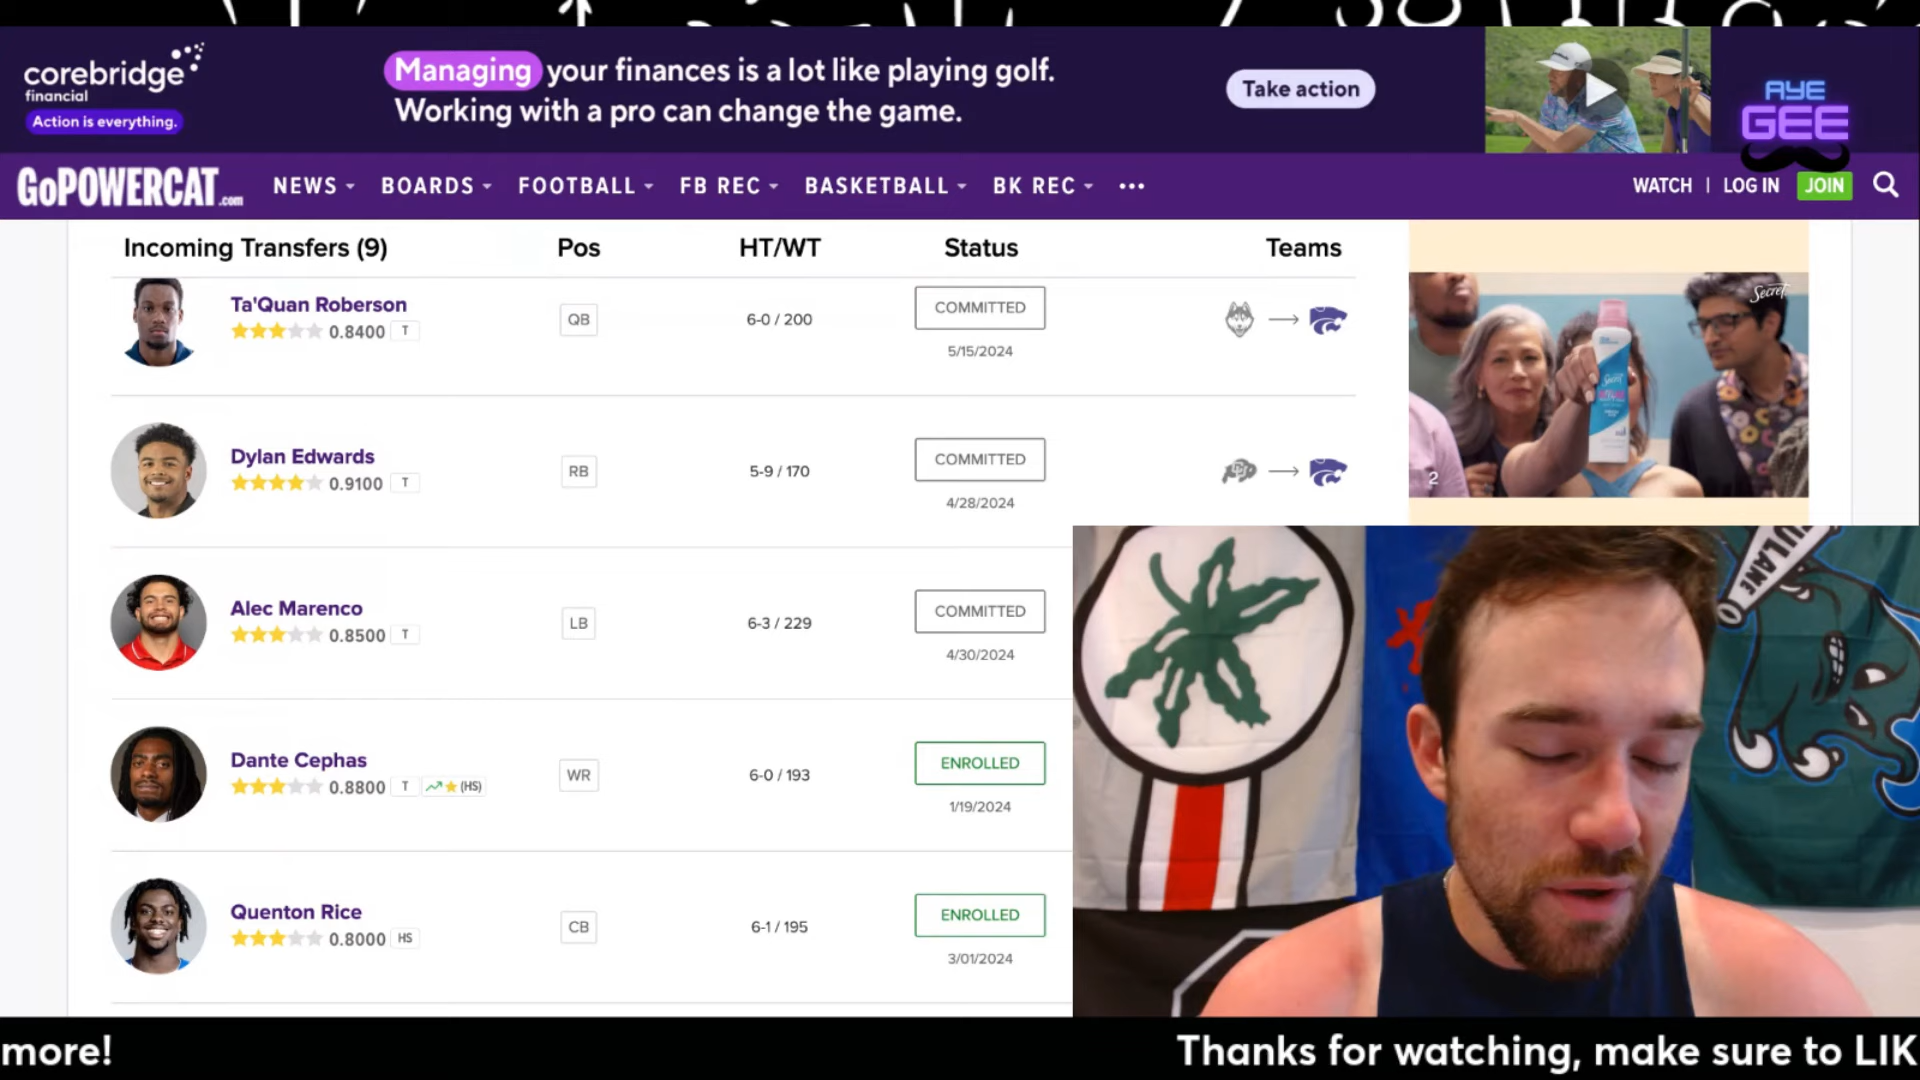 corebridge
financial
Action is everything.
Managing your finances is a lot like playing golf.
Working with a pro can change the game.
Take action
AYE
GEE
GoPOWERCAT.com
NEWS
BOARDS
FOOTBALL
FB REC
BASKETBALL
BK REC
WATCH | LOG IN
JOIN
Incoming Transfers (9)
Pos
HT/WT
Status
Teams
Ta'Quan Roberson
0.8400 T
QB
6-0 / 200
COMMITTED
5/15/2024
Dylan Edwards
0.9100 T
RB
5-9 / 170
COMMITTED
4/28/2024
Alec Marenco
0.8500 T
LB
6-3 / 229
COMMITTED
4/30/2024
Dante Cephas
0.8800 T (HS)
WR
6-0 / 193
ENROLLED
1/19/2024
Quenton Rice
0.8000 HS
CB
6-1 / 195
ENROLLED
3/01/2024
Secret
2
TULANE
more!
Thanks for watching, make sure to LIK